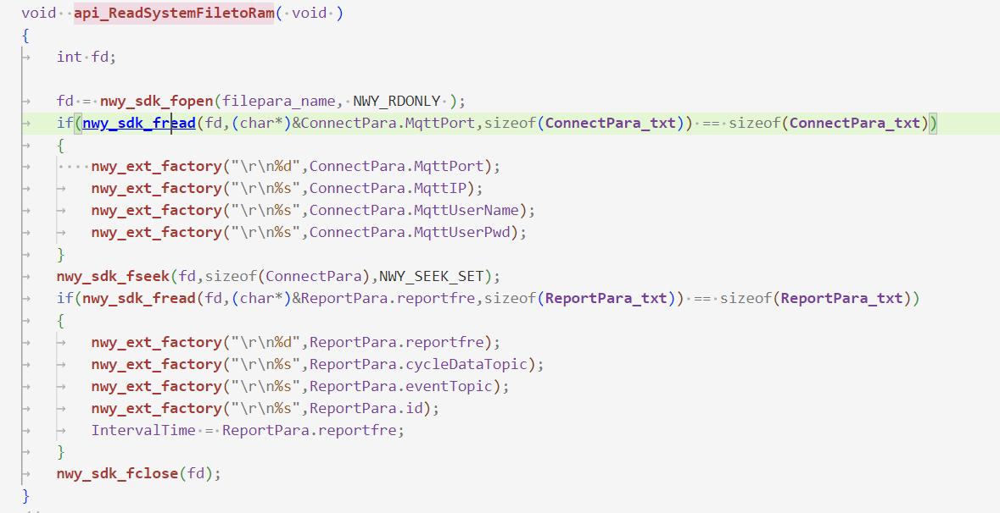 void  api_ReadSystemFiletoRam( void )
{
int fd;
fd = nwy_sdk_fopen(filepara_name, NWY_RDONLY );
if(nwy_sdk_fread(fd,(char*)&ConnectPara.MqttPort,sizeof(ConnectPara_txt)) == sizeof(ConnectPara_txt))
{
nwy_ext_factory("\r\n%d",ConnectPara.MqttPort);
nwy_ext_factory("\r\n%s",ConnectPara.MqttIP);
nwy_ext_factory("\r\n%s",ConnectPara.MqttUserName);
nwy_ext_factory("\r\n%s",ConnectPara.MqttUserPwd);
}
nwy_sdk_fseek(fd,sizeof(ConnectPara),NWY_SEEK_SET);
if(nwy_sdk_fread(fd,(char*)&ReportPara.reportfre,sizeof(ReportPara_txt)) == sizeof(ReportPara_txt))
{
nwy_ext_factory("\r\n%d",ReportPara.reportfre);
nwy_ext_factory("\r\n%s",ReportPara.cycleDataTopic);
nwy_ext_factory("\r\n%s",ReportPara.eventTopic);
nwy_ext_factory("\r\n%s",ReportPara.id);
IntervalTime = ReportPara.reportfre;
}
nwy_sdk_fclose(fd);
}